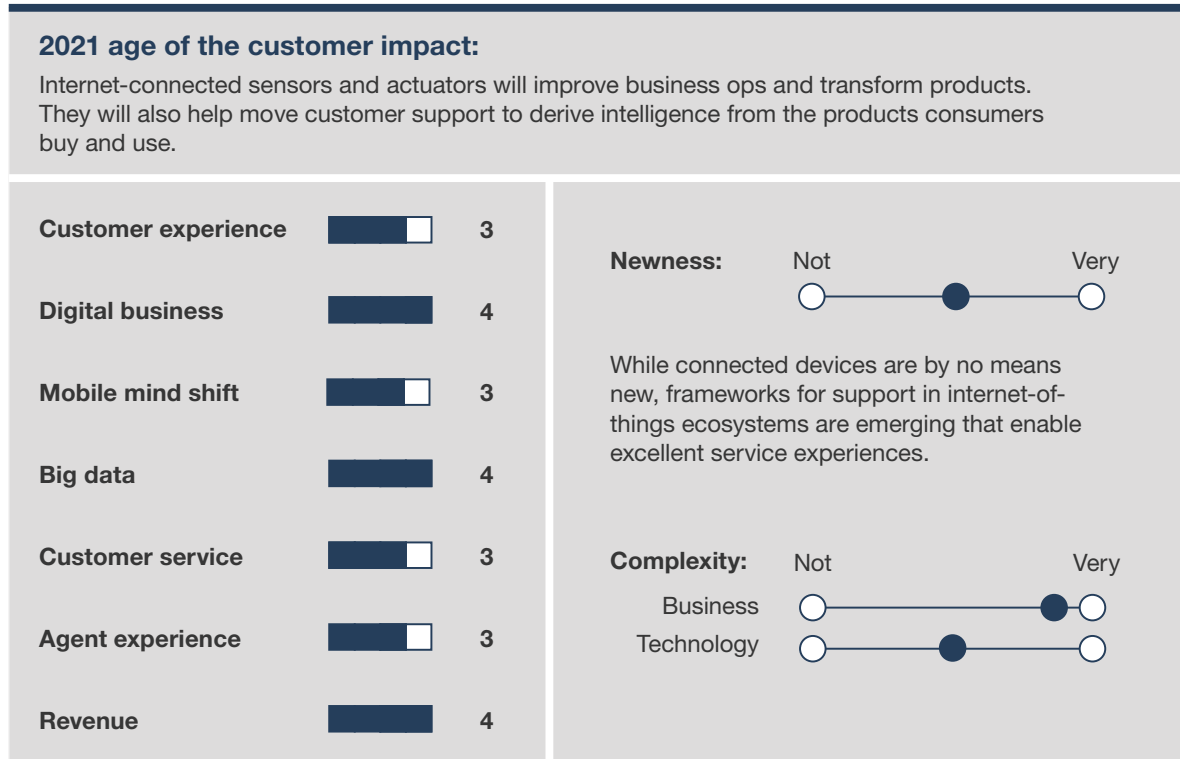 2021 age of the customer impact:
Internet-connected sensors and actuators will improve business ops and transform products.
They will also help move customer support to derive intelligence from the products consumers
buy and use.
Customer experience 3
Digital business 4
Mobile mind shift 3
Big data 4
Customer service 3
Agent experience 3
Revenue 4
Newness: Not Very
While connected devices are by no means
new, frameworks for support in internet-of-
things ecosystems are emerging that enable
excellent service experiences.
Complexity: Not Very
Business
Technology